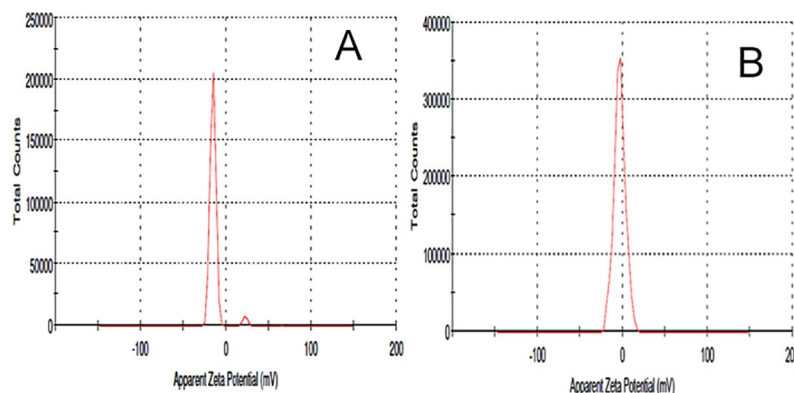 A
250000
200000
150000
100000
50000
0
Total Counts
-100 0 100 200
Apparent Zeta Potential (mV)
B
400000
300000
200000
100000
0
Total Counts
-100 0 100 20
Apparent Zeta Potential (mV)